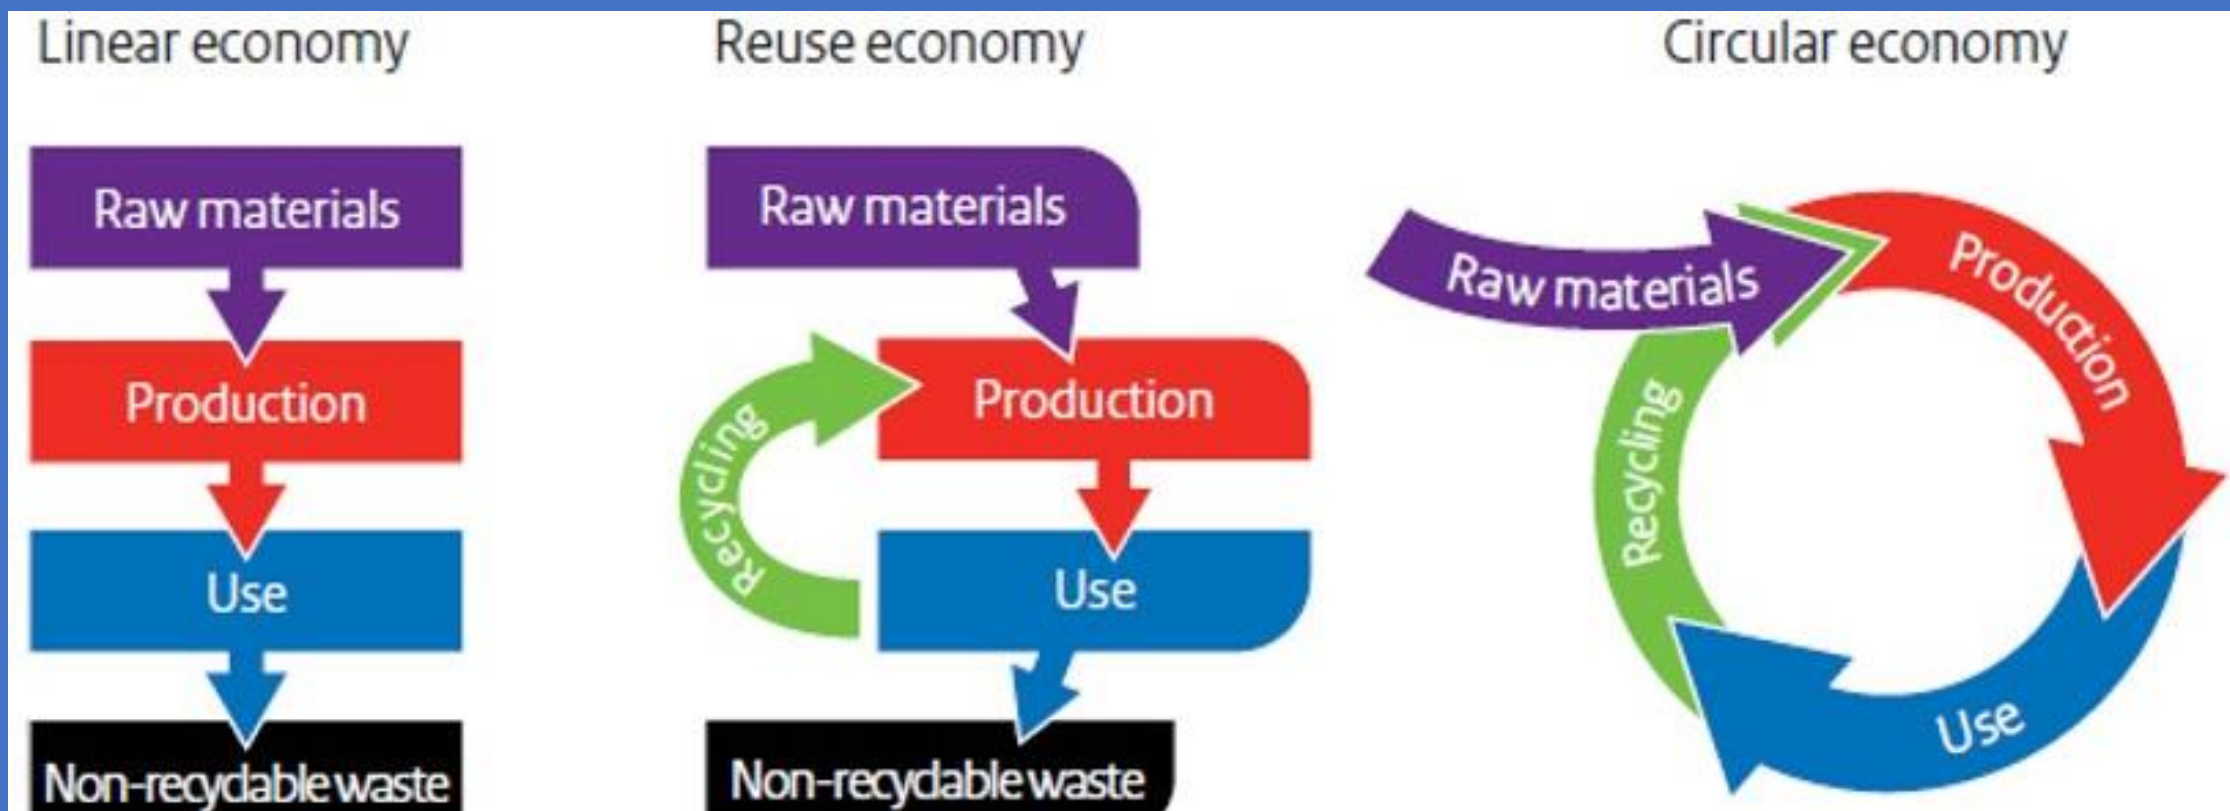 Linear economy
Raw materials
Production
Use
Non-recyclable waste
Reuse economy
Raw materials
Recycling
Production
Use
Non-recyclable waste
Circular economy
Raw materials
Production
Recycling
Use